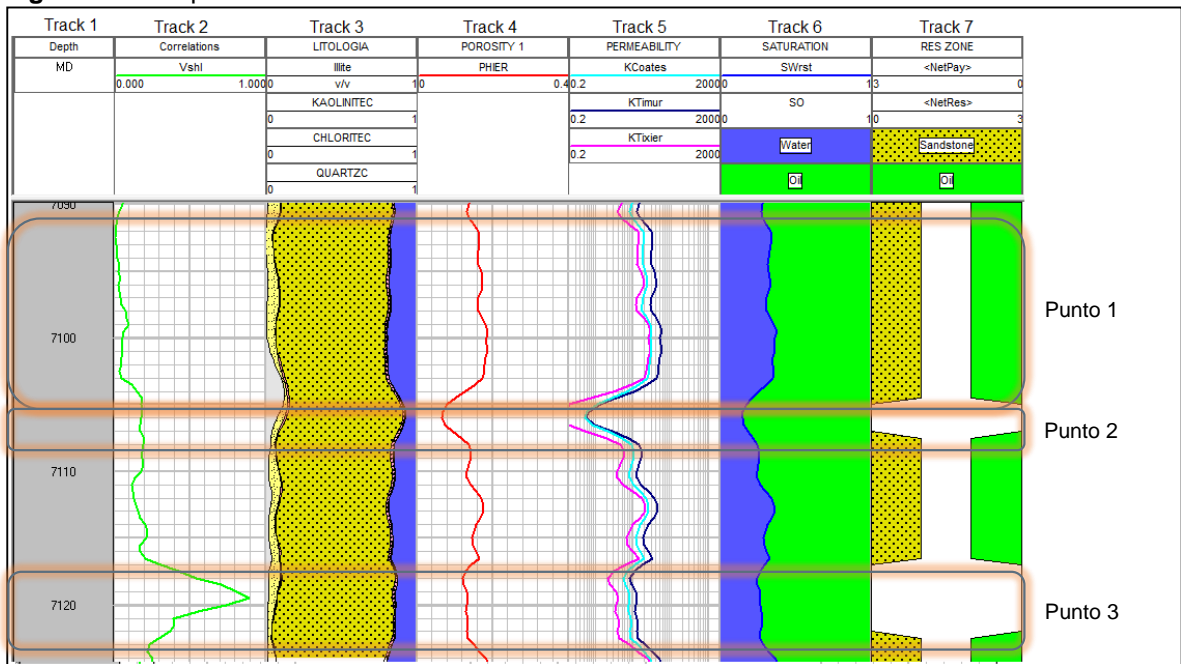 Track 1 Track 2 Track 3 Track 4 Track 5 Track 6 Track 7
Depth Correlations LITOLOGIA POROSITY 1 PERMEABILITY SATURATION RES ZONE
MD Vshl Illite PHIER KCoates SWrst <NetPay>
0.000 1.000 0 v/v 1 0 0.4 0.2 2000 0 1 3 0
KAOLINITEC KTimur SO <NetRes>
0 1 0.2 2000 0 1 0 3
CHLORITEC KTixier Water Sandstone
0 1 0.2 2000
QUARTZC Oil Oil
0 1
7090
7100
Punto 1
Punto 2
7110
7120
Punto 3